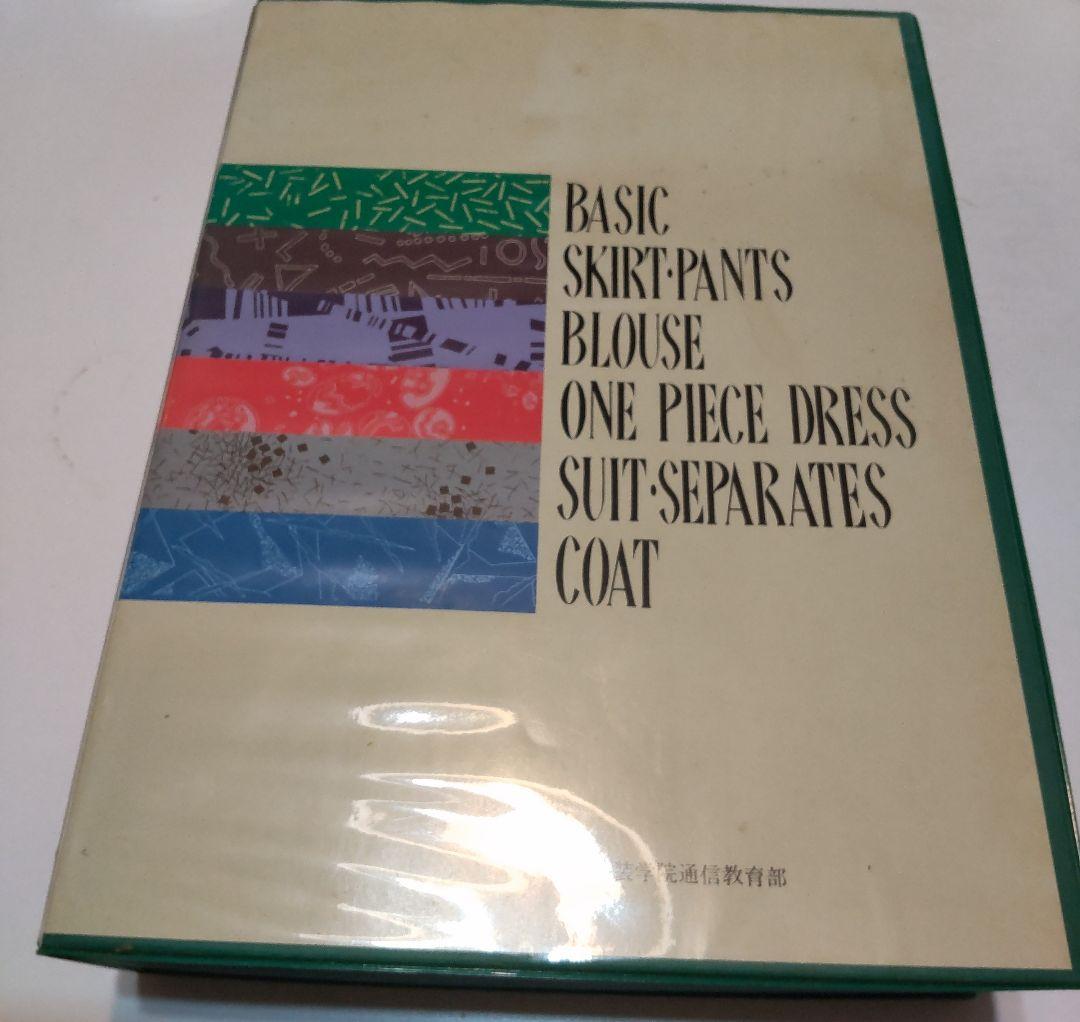 BASIC
SKIRT·PANTS
BLOUSE
ONE PIECE DRESS
SUIT·SEPARATES
COAT
装学院通信教育部